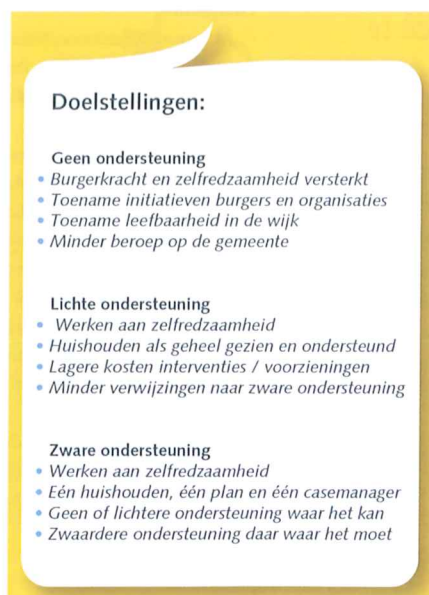 Doelstellingen:
Geen ondersteuning
• Burgerkracht en zelfredzaamheid versterkt
• Toename initiatieven burgers en organisaties
• Toename leefbaarheid in de wijk
• Minder beroep op de gemeente
Lichte ondersteuning
• Werken aan zelfredzaamheid
• Huishouden als geheel gezien en ondersteund
• Lagere kosten interventies / voorzieningen
• Minder verwijzingen naar zware ondersteuning
Zware ondersteuning
• Werken aan zelfredzaamheid
• Eén huishouden, één plan en één casemanager
• Geen of lichtere ondersteuning waar het kan
• Zwaardere ondersteuning daar waar het moet